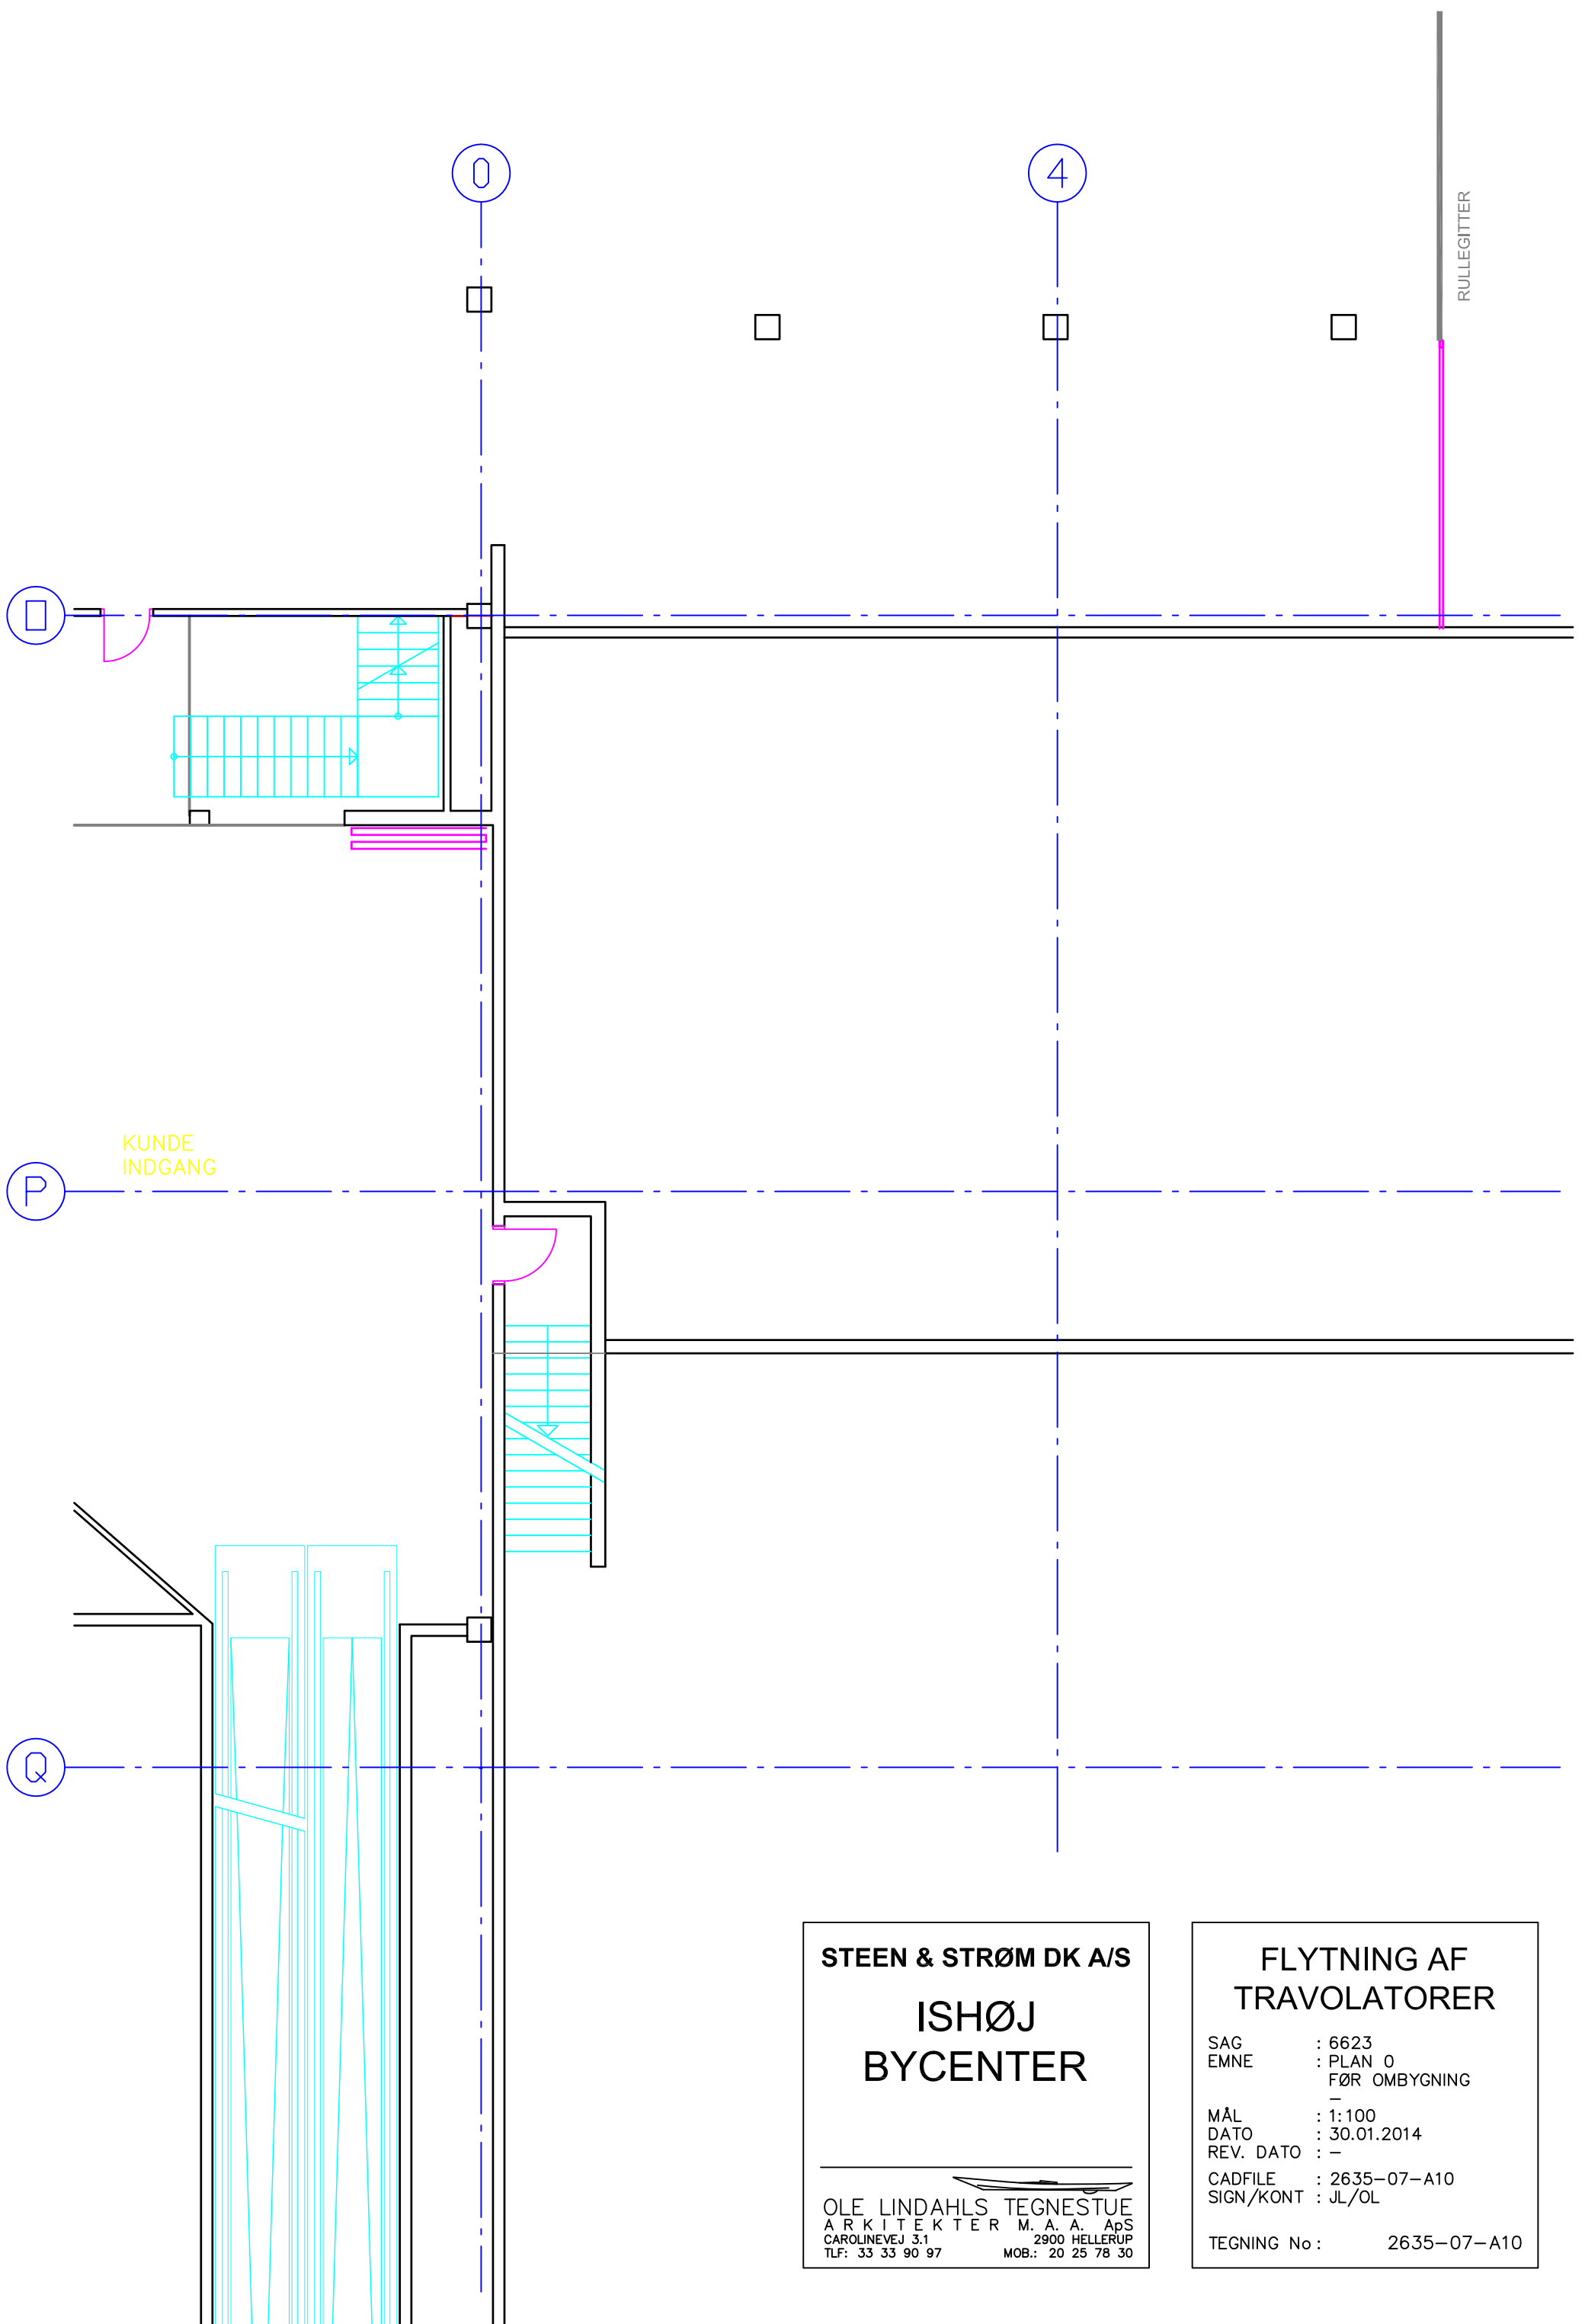 0
4
RULLEGITTER
O
KUNDE
INDGANG
P
Q
STEEN & STRØM DK A/S
ISHØJ
BYCENTER
OLE LINDAHLS TEGNESTUE
ARKITEKTER M. A. A. ApS
CAROLINEVEJ 3.1 2900 HELLERUP
TLF: 33 33 90 97 MOB.: 20 25 78 30
FLYTNING AF
TRAVOLATORER
SAG : 6623
EMNE : PLAN 0
FØR OMBYGNING
–
MÅL : 1:100
DATO : 30.01.2014
REV. DATO : –
CADFILE : 2635–07–A10
SIGN/KONT : JL/OL
TEGNING No : 2635–07–A10